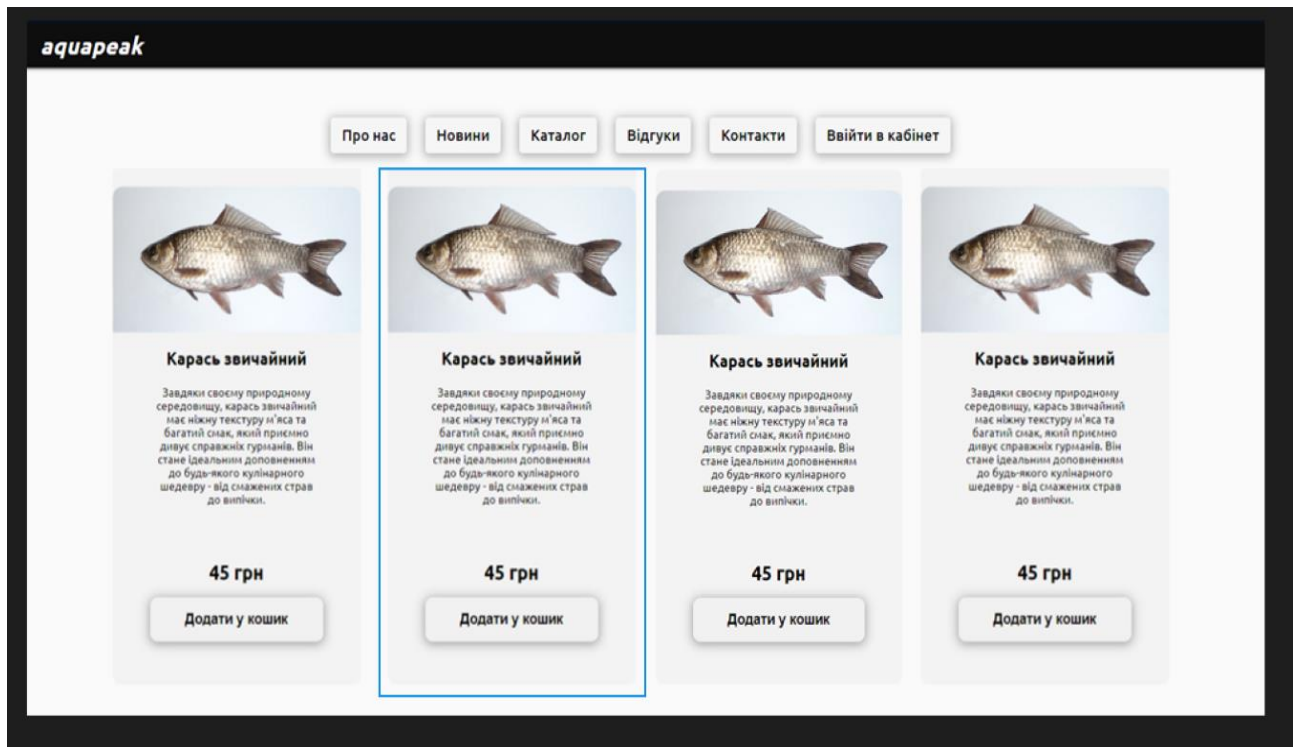 aquapeak
Про нас
Новини
Каталог
Відгуки
Контакти
Ввійти в кабінет
Карась звичайний
Завдяки своєму природному
середовищу, карась звичайний
має ніжну текстуру м'яса та
багатий смак, який приємно
дивує справжніх гурманів. Він
стане ідеальним доповненням
до будь-якого кулінарного
шедевру - від смажених страв
до випічки.
45 грн
Додати у кошик
Карась звичайний
Завдяки своєму природному
середовищу, карась звичайний
має ніжну текстуру м'яса та
багатий смак, який приємно
дивує справжніх гурманів. Він
стане ідеальним доповненням
до будь-якого кулінарного
шедевру - від смажених страв
до випічки.
45 грн
Додати у кошик
Карась звичайний
Завдяки своєму природному
середовищу, карась звичайний
має ніжну текстуру м'яса та
багатий смак, який приємно
дивує справжніх гурманів. Він
стане ідеальним доповненням
до будь-якого кулінарного
шедевру - від смажених страв
до випічки.
45 грн
Додати у кошик
Карась звичайний
Завдяки своєму природному
середовищу, карась звичайний
має ніжну текстуру м'яса та
багатий смак, який приємно
дивує справжніх гурманів. Він
стане ідеальним доповненням
до будь-якого кулінарного
шедевру - від смажених страв
до випічки.
45 грн
Додати у кошик